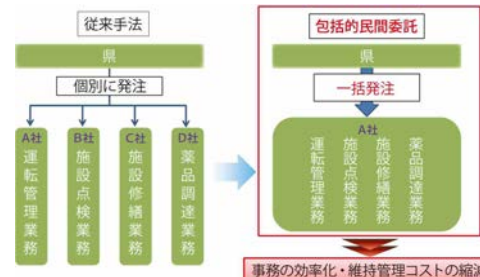 従来手法
県
個別に発注
A社
運転管理業務
B社
施設点検業務
C社
施設修繕業務
D社
薬品調達業務
包括的民間委託
県
一括発注
A社
運転管理業務
施設点検業務
施設修繕業務
薬品調達業務
事務の効率化・維持管理コストの縮減